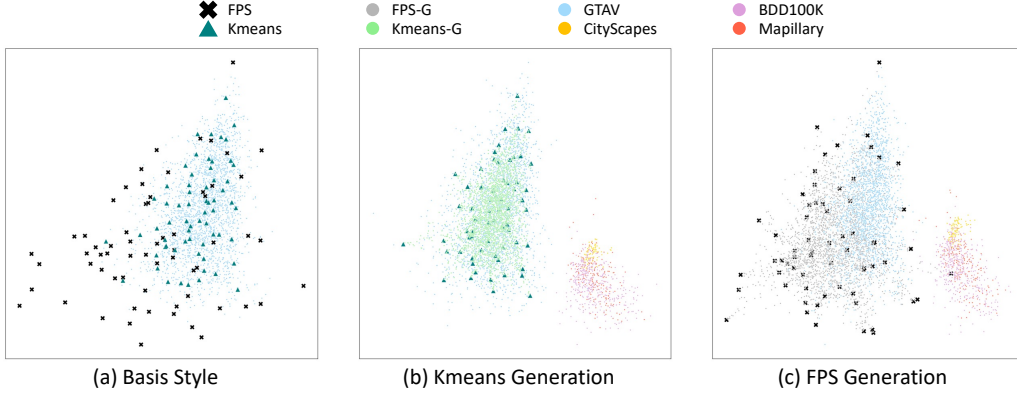 FPS FPS-G GTAV BDD100K
Kmeans Kmeans-G CityScapes Mapillary
(a) Basis Style (b) Kmeans Generation (c) FPS Generation